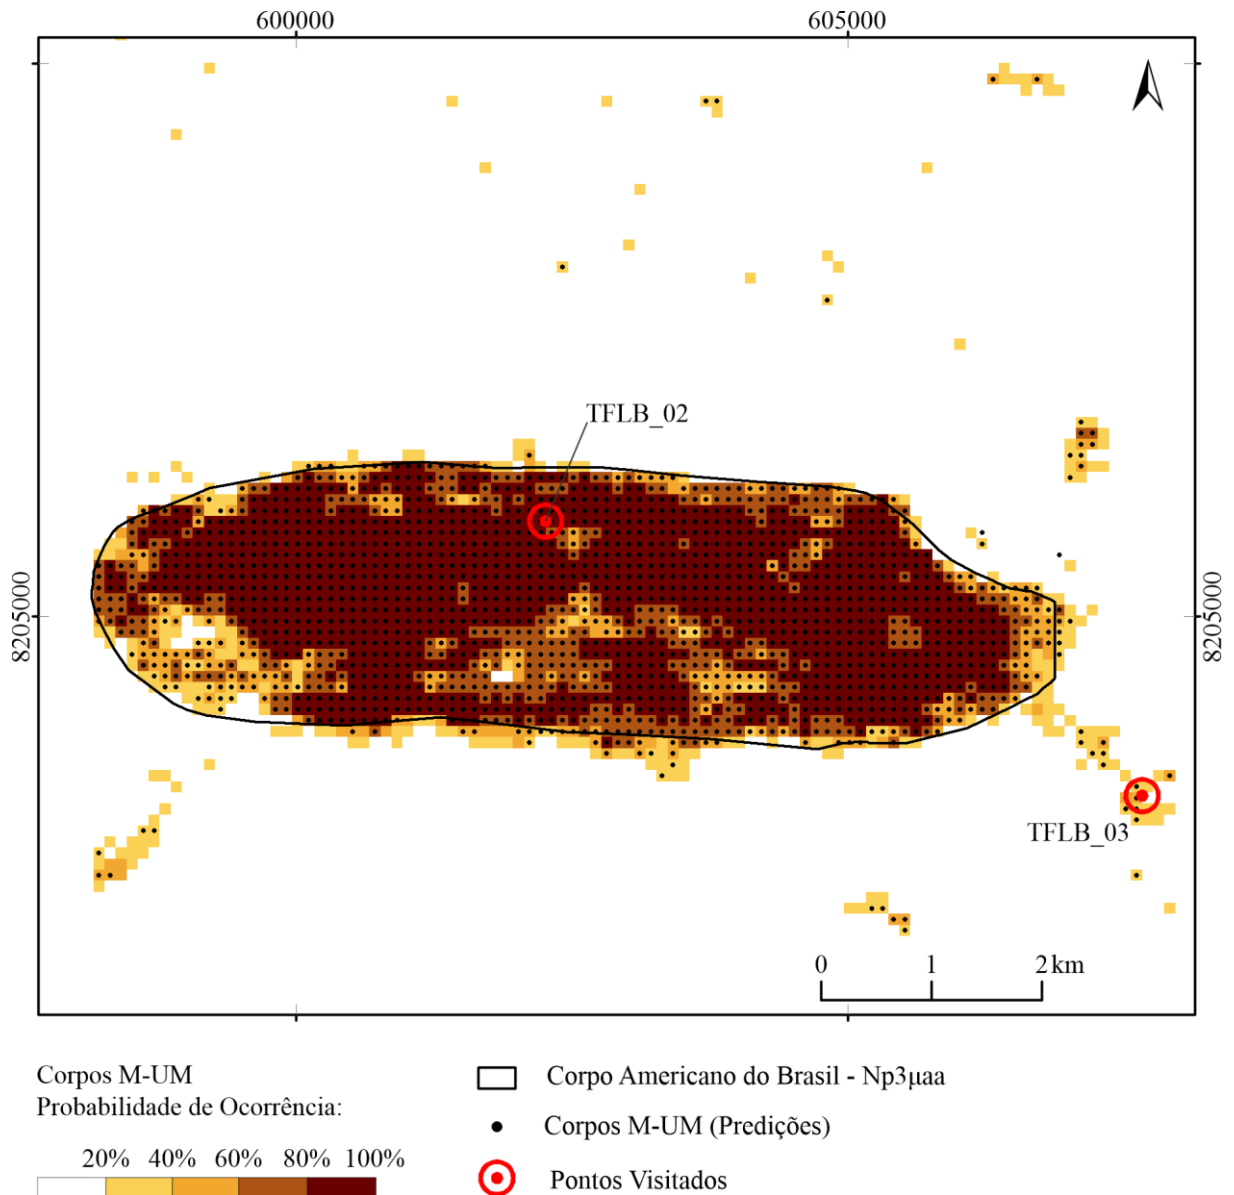 600000 605000
TFLB_02
8205000 8205000
TFLB_03
0 1 2 km
Corpos M-UM
Probabilidade de Ocorrência:
20% 40% 60% 80% 100%
Corpo Americano do Brasil - Np3µaa
Corpos M-UM (Predições)
Pontos Visitados